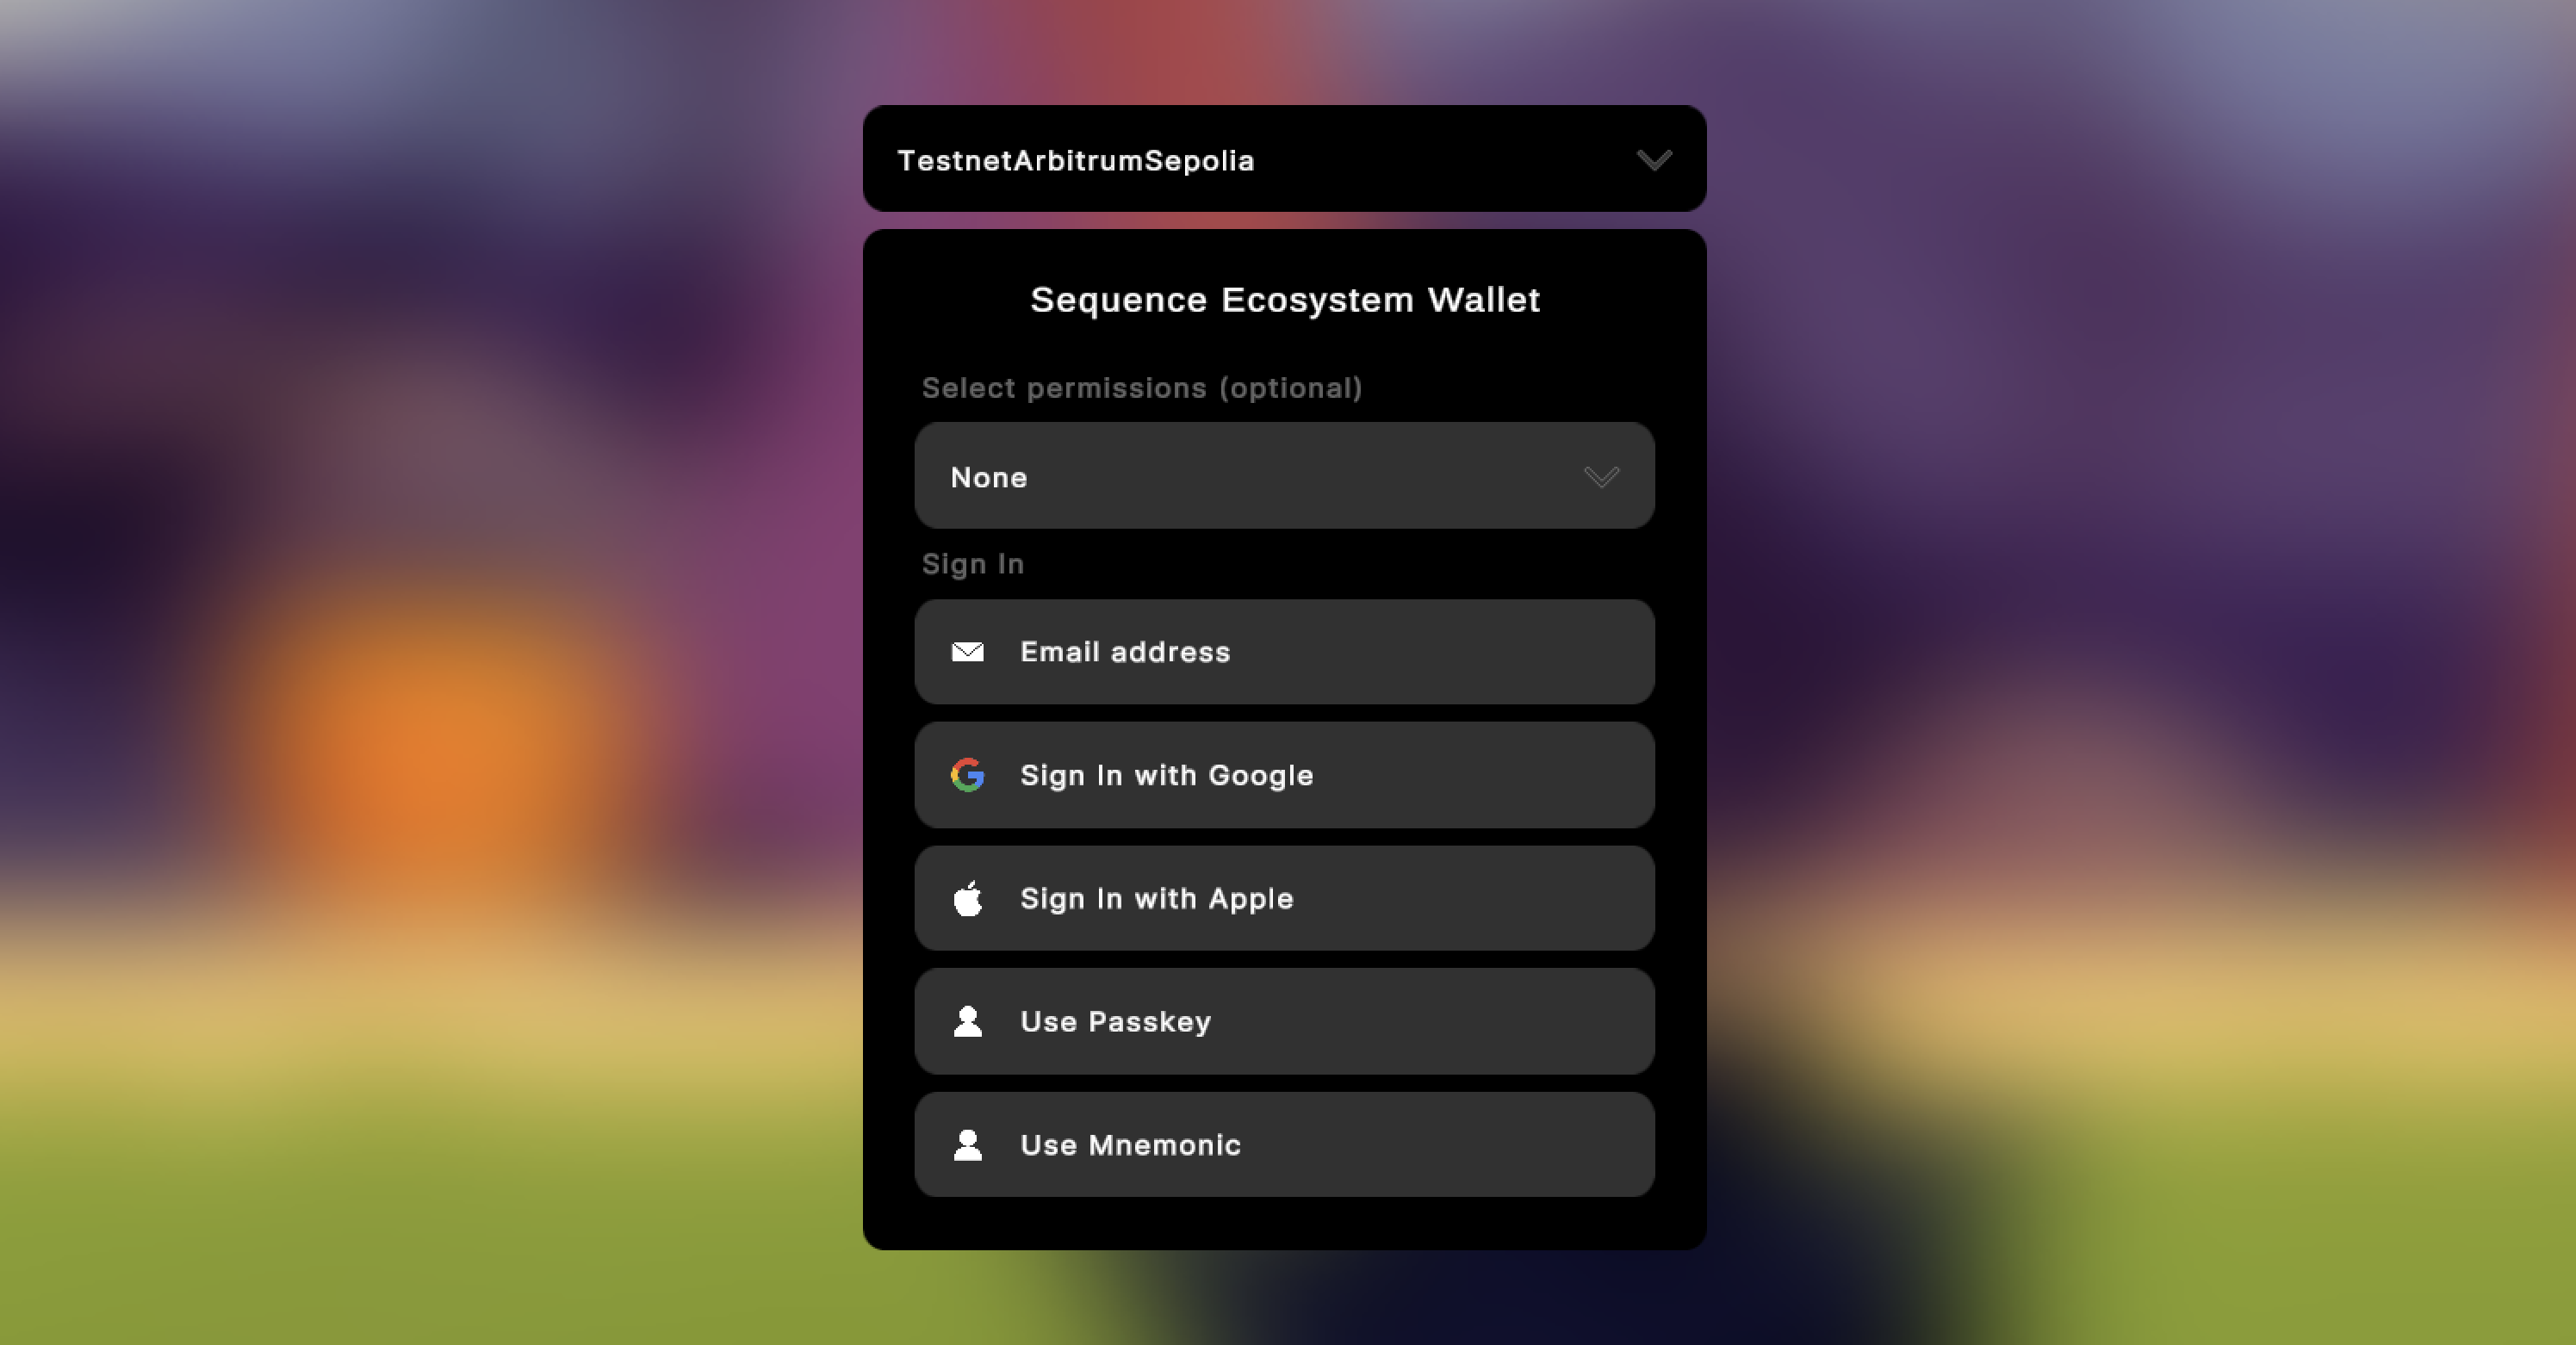 TestnetArbitrumSepolia
Sequence Ecosystem Wallet
Select permissions (optional)
None
Sign In
Email address
Sign In with Google
Sign In with Apple
Use Passkey
Use Mnemonic